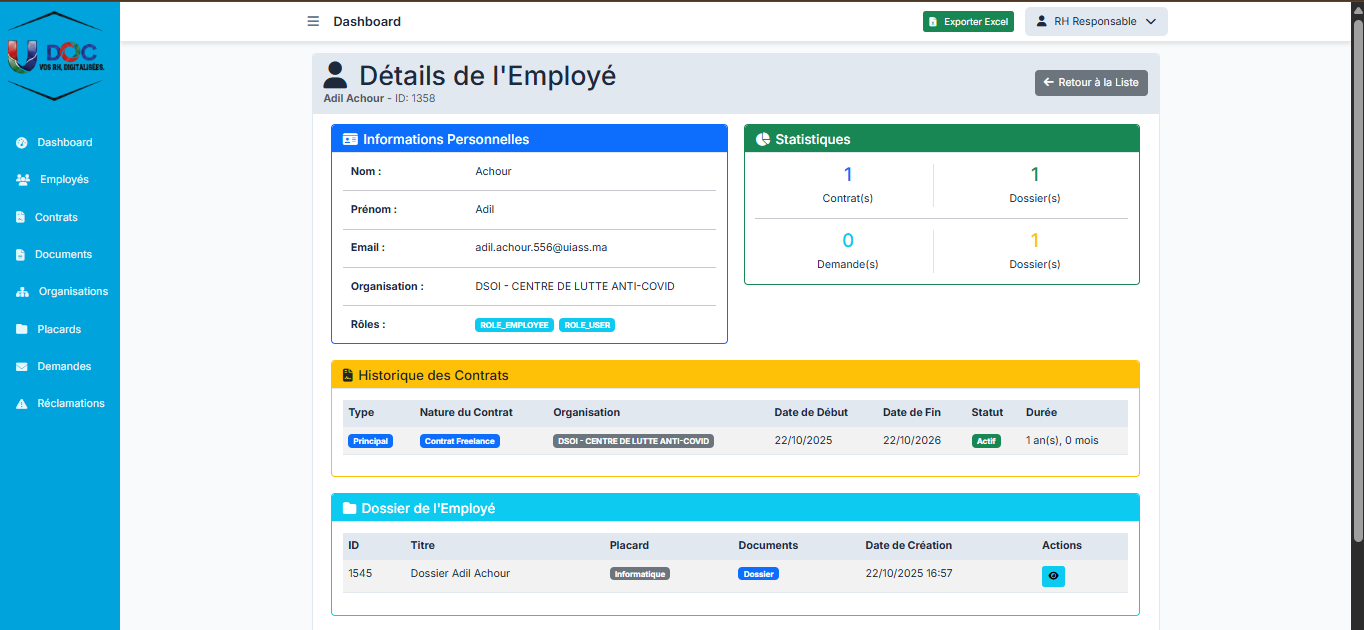 U DOC
VOS RH, DIGITALISÉES.
Dashboard
Exporter Excel
RH Responsable
Dashboard
Employés
Contrats
Documents
Organisations
Placards
Demandes
Réclamations
Détails de l'Employé
Adil Achour - ID: 1358
Retour à la Liste
Informations Personnelles
Nom : Achour
Prénom : Adil
Email : adil.achour.556@uiass.ma
Organisation : DSOI - CENTRE DE LUTTE ANTI-COVID
Rôles : ROLE_EMPLOYEE ROLE_USER
Statistiques
1 1
Contrat(s) Dossier(s)
0 1
Demande(s) Dossier(s)
Historique des Contrats
Type Nature du Contrat Organisation Date de Début Date de Fin Statut Durée
Principal Contrat Freelance DSOI - CENTRE DE LUTTE ANTI-COVID 22/10/2025 22/10/2026 Actif 1 an(s), 0 mois
Dossier de l'Employé
ID Titre Placard Documents Date de Création Actions
1545 Dossier Adil Achour Informatique Dossier 22/10/2025 16:57